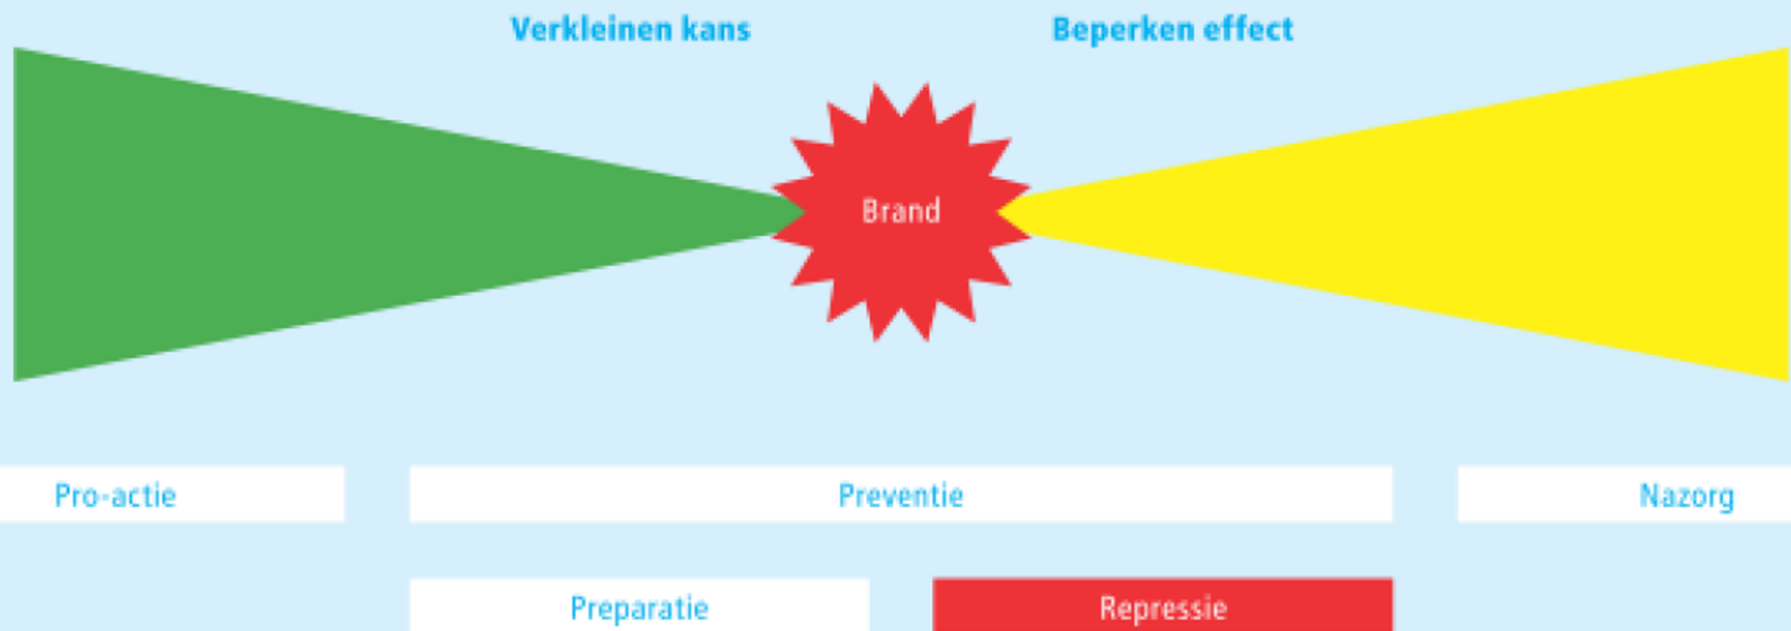 Verkleinen kans
Beperken effect
Brand
Pro-actie
Preventie
Nazorg
Preparatie
Repressie